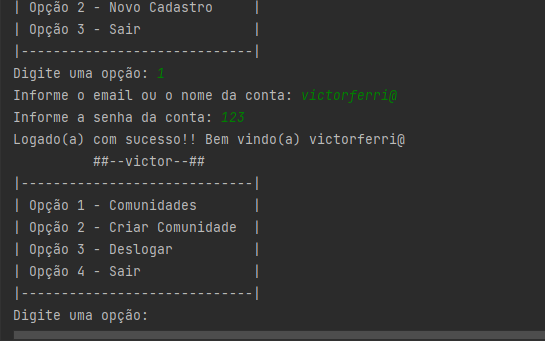 | Opção 2 - Novo Cadastro     |
| Opção 3 - Sair              |
|-----------------------------|
Digite uma opção: 1
Informe o email ou o nome da conta: victorferri@
Informe a senha da conta: 123
Logado(a) com sucesso!! Bem vindo(a) victorferri@
          ##--victor--##
|-----------------------------|
| Opção 1 - Comunidades       |
| Opção 2 - Criar Comunidade  |
| Opção 3 - Deslogar          |
| Opção 4 - Sair              |
|-----------------------------|
Digite uma opção: